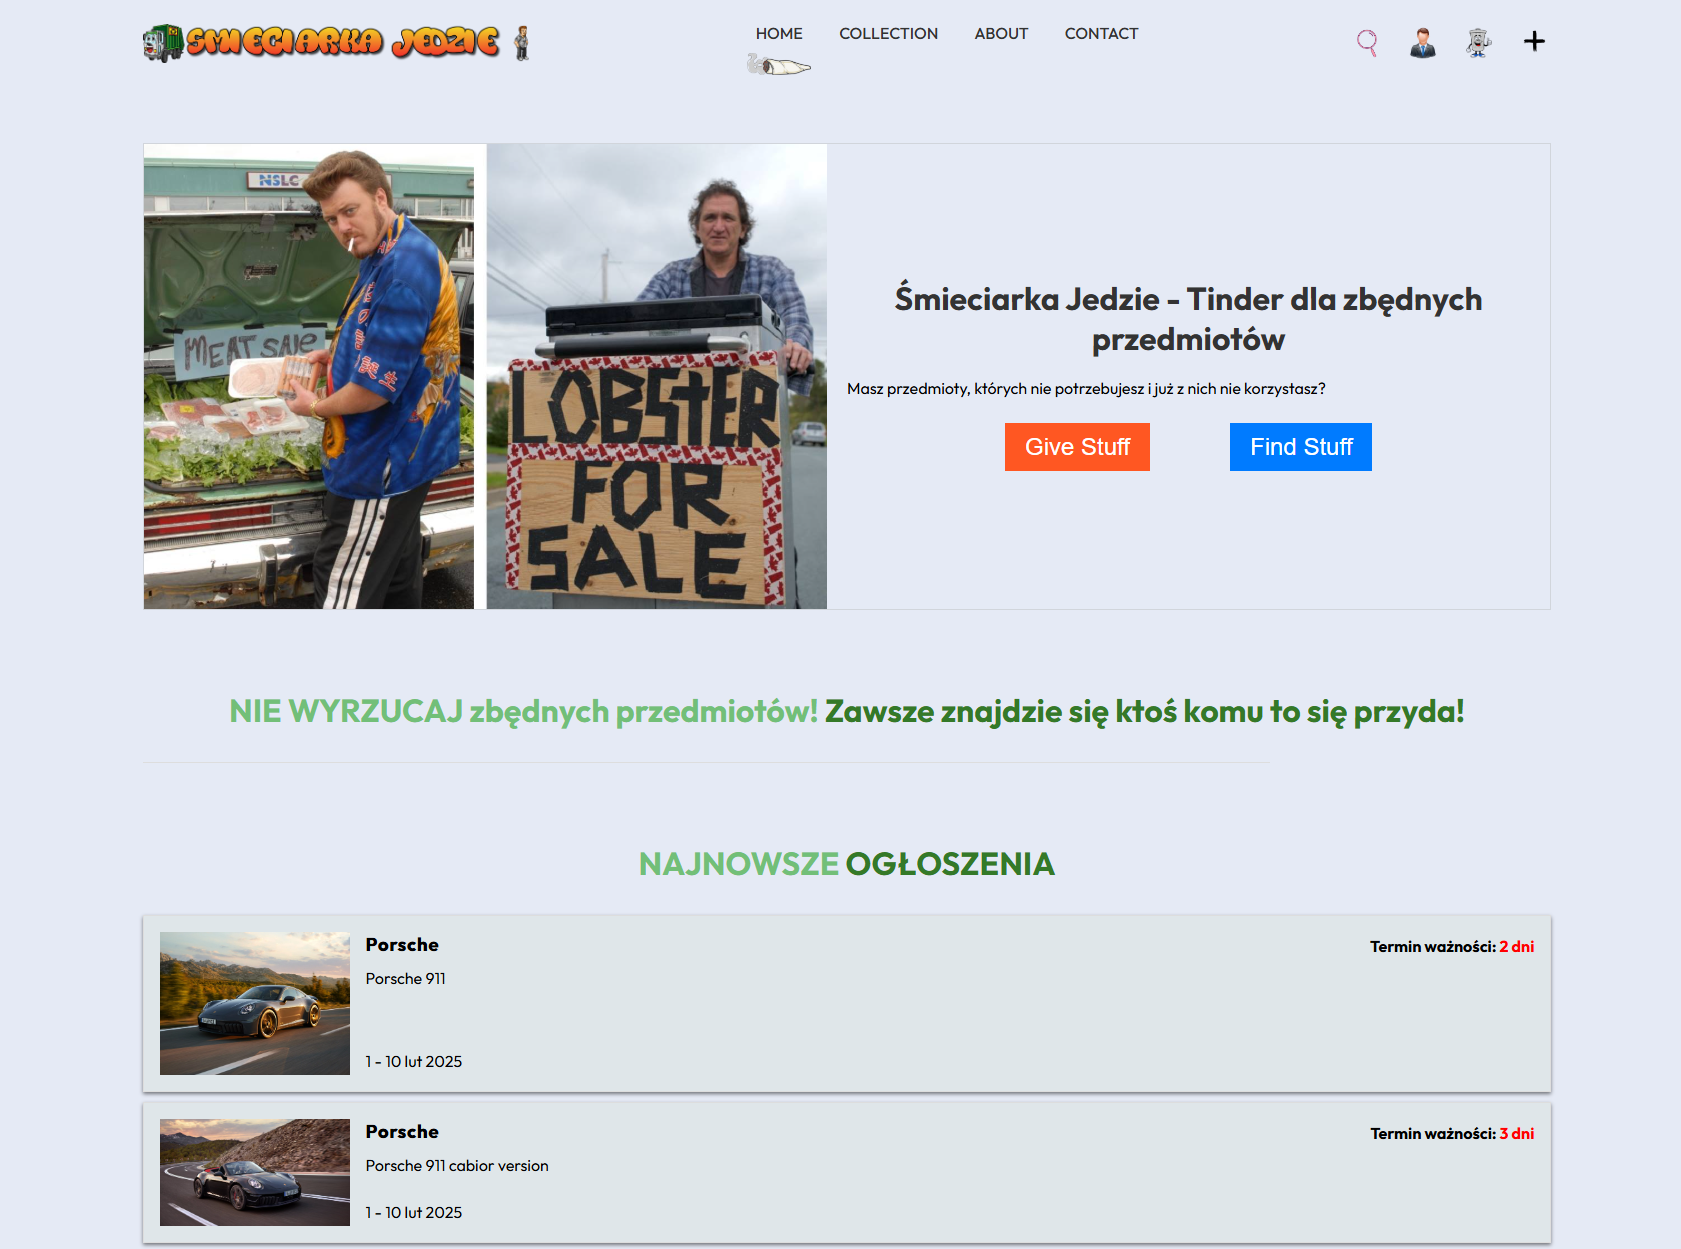 ŚMIECIARKA JEDZIE
HOME COLLECTION ABOUT CONTACT
NSLC
MEAT SALE
LOBSTER
FOR
SALE
Śmieciarka Jedzie - Tinder dla zbędnych
przedmiotów
Masz przedmioty, których nie potrzebujesz i już z nich nie korzystasz?
Give Stuff Find Stuff
NIE WYRZUCAJ zbędnych przedmiotów! Zawsze znajdzie się ktoś komu to się przyda!
NAJNOWSZE OGŁOSZENIA
Porsche
Termin ważności: 2 dni
Porsche 911
1 - 10 lut 2025
Porsche
Termin ważności: 3 dni
Porsche 911 cabior version
1 - 10 lut 2025